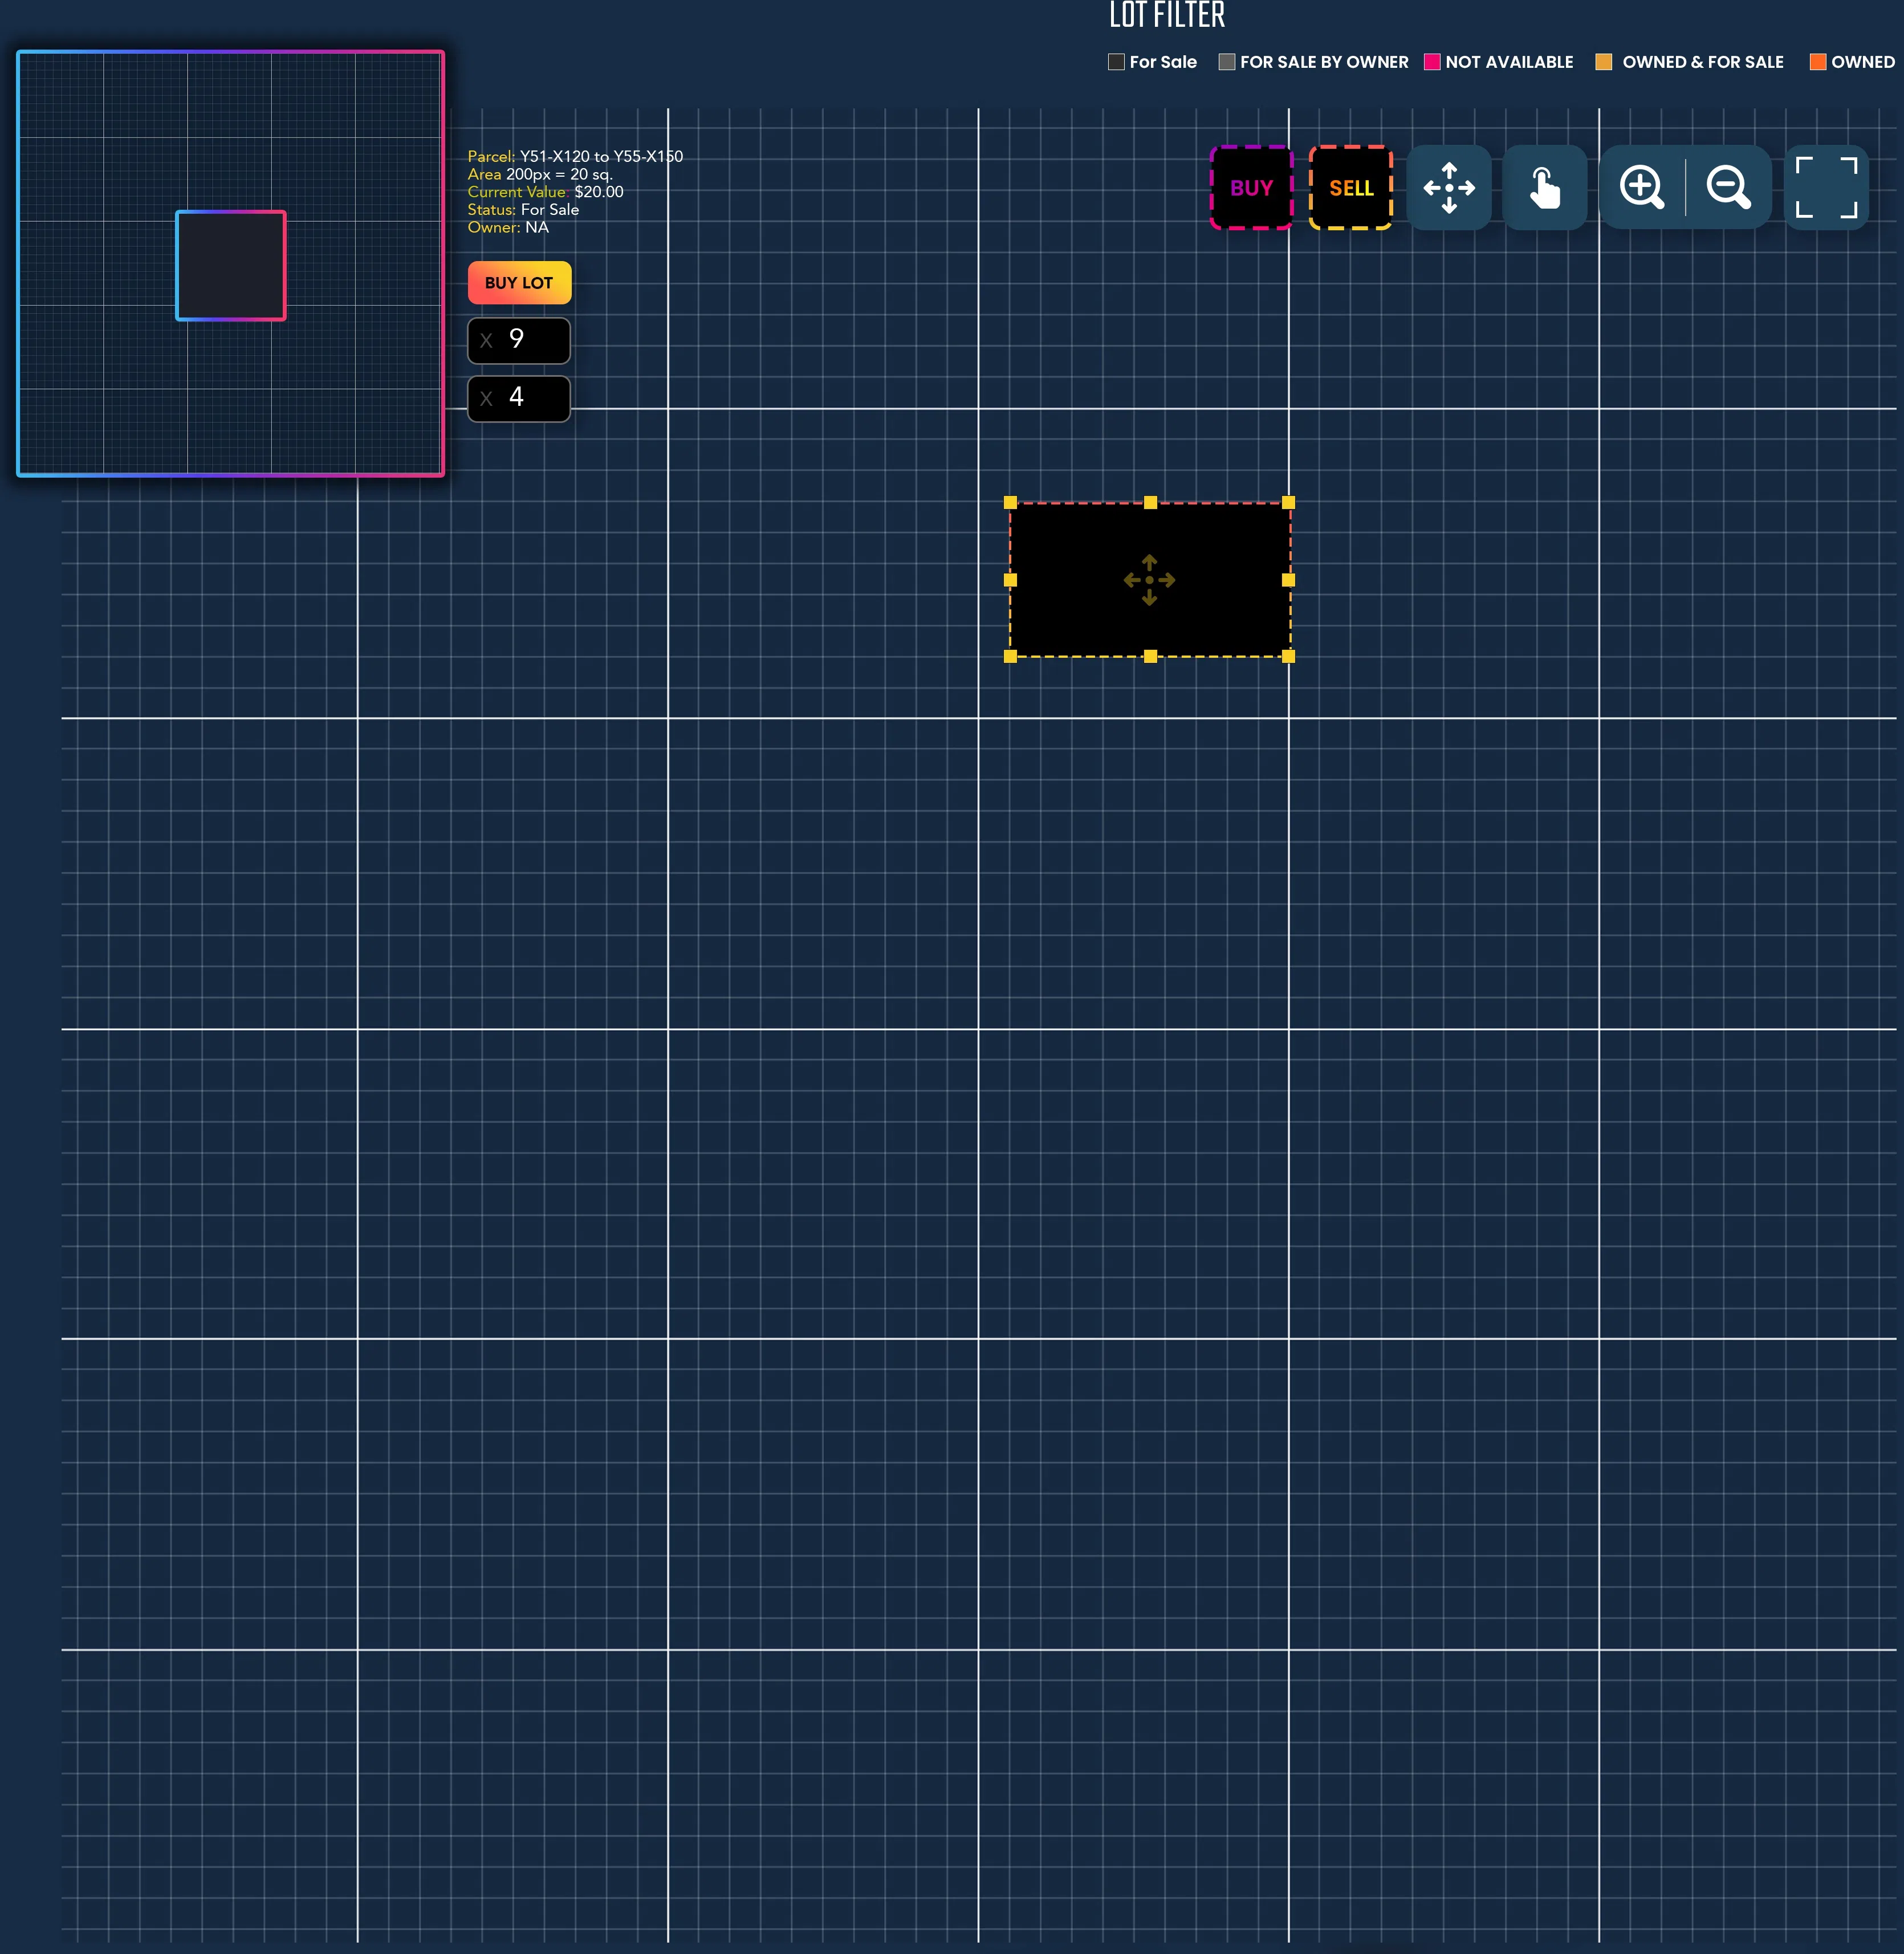 LOT FILTER
For Sale FOR SALE BY OWNER NOT AVAILABLE OWNED & FOR SALE OWNED
Parcel: Y51-X120 to Y55-X150
Area 200px = 20 sq.
Current Value: $20.00
Status: For Sale
Owner: NA
BUY SELL
BUY LOT
X 9
X 4